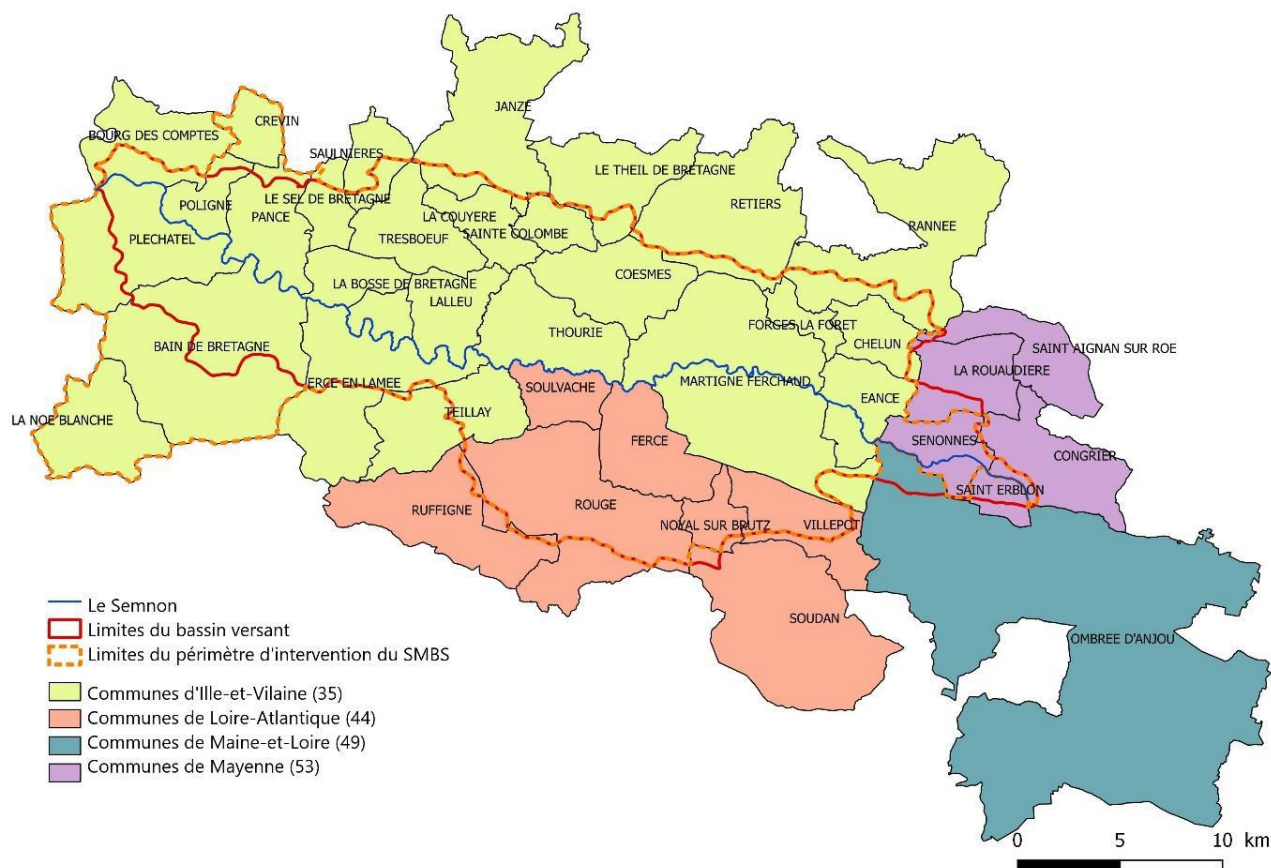 JANZE
CREVIN
BOURG DES COMPTES
SAULNIERES
LE THEIL DE BRETAGNE
LE SEL DE BRETAGNE
POLIGNE
PANCE
RETIERS
LA COUYERE
SAINTE COLOMBE
RANNEE
PLECHATEL
TRESBOEUF
COESMES
LA BOSSE DE BRETAGNE
LALLEU
FORGES LA FORET
THOURIE
CHELUN
BAIN DE BRETAGNE
SAINT AIGNAN SUR ROE
LA ROUAUDIERE
ERCE EN LAMEE
SOULVACHE
MARTIGNE FERCHAUD
EANCE
LA NOE BLANCHE
TEILLAY
FERCE
SENONNES
CONGRIER
SAINT ERBLON
RUFFIGNE
ROUGE
NOYAL SUR BRUTZ
VILLEPOT
SOUDAN
OMBREE D'ANJOU
Le Semnon
Limites du bassin versant
Limites du périmètre d'intervention du SMBS
Communes d'Ille-et-Vilaine (35)
Communes de Loire-Atlantique (44)
Communes de Maine-et-Loire (49)
Communes de Mayenne (53)
0 5 10 km